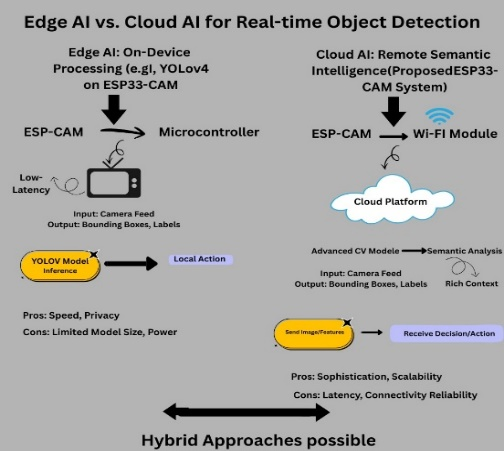 Edge AI vs. Cloud AI for Real-time Object Detection
Edge AI: On-Device
Processing (e.gI, YOLov4
on ESP33-CAM
ESP-CAM
Microcontroller
Low-
Latency
Input: Camera Feed
Output: Bounding Boxes, Labels
YOLOV Model
Inference
Local Action
Pros: Speed, Privacy
Cons: Limited Model Size, Power
Cloud AI: Remote Semantic
Intelligence(ProposedESP33-
CAM System)
ESP-CAM
Wi-FI Module
Cloud Platform
Advanced CV Modele
Semantic Analysis
Input: Camera Feed
Output: Bounding Boxes, Labels
Rich Context
Send Image/Features
Receive Decision/Action
Pros: Sophistication, Scalability
Cons: Latency, Connectivity Reliability
Hybrid Approaches possible